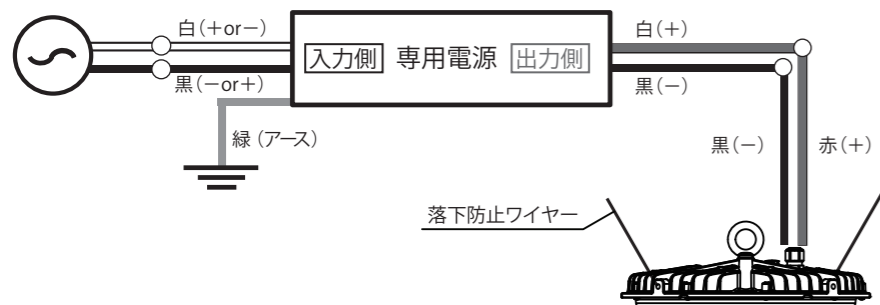 白(+or−)
黒(−or+)
緑(アース)
入力側 専用電源 出力側
白(+)
黒(−)
黒(−)
赤(+)
落下防止ワイヤー